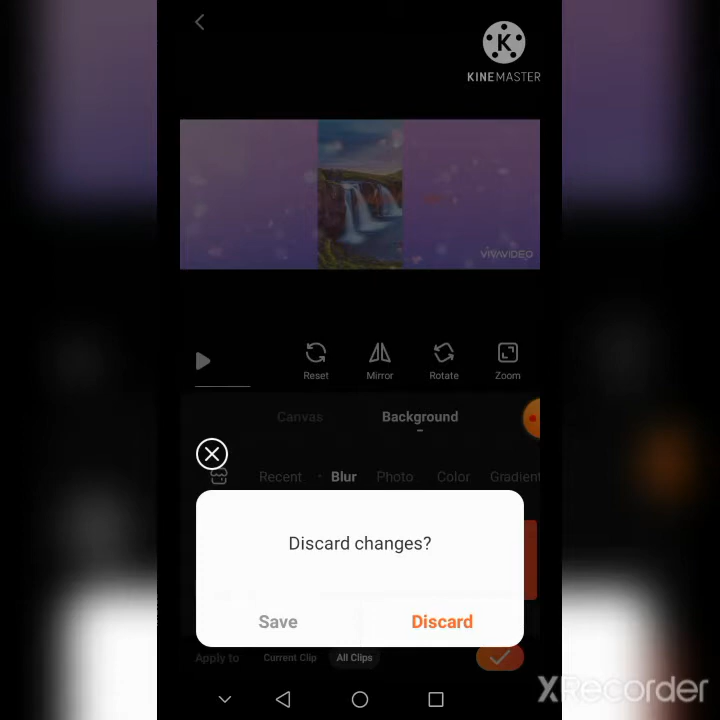 K
KINEMASTER
VIVAVIDEO
Reset Mirror Rotate Zoom
Canvas Background
Recent · Blur Photo Color Gradient
Discard changes?
Save Discard
Apply to Current Clip All Clips
XRecorder